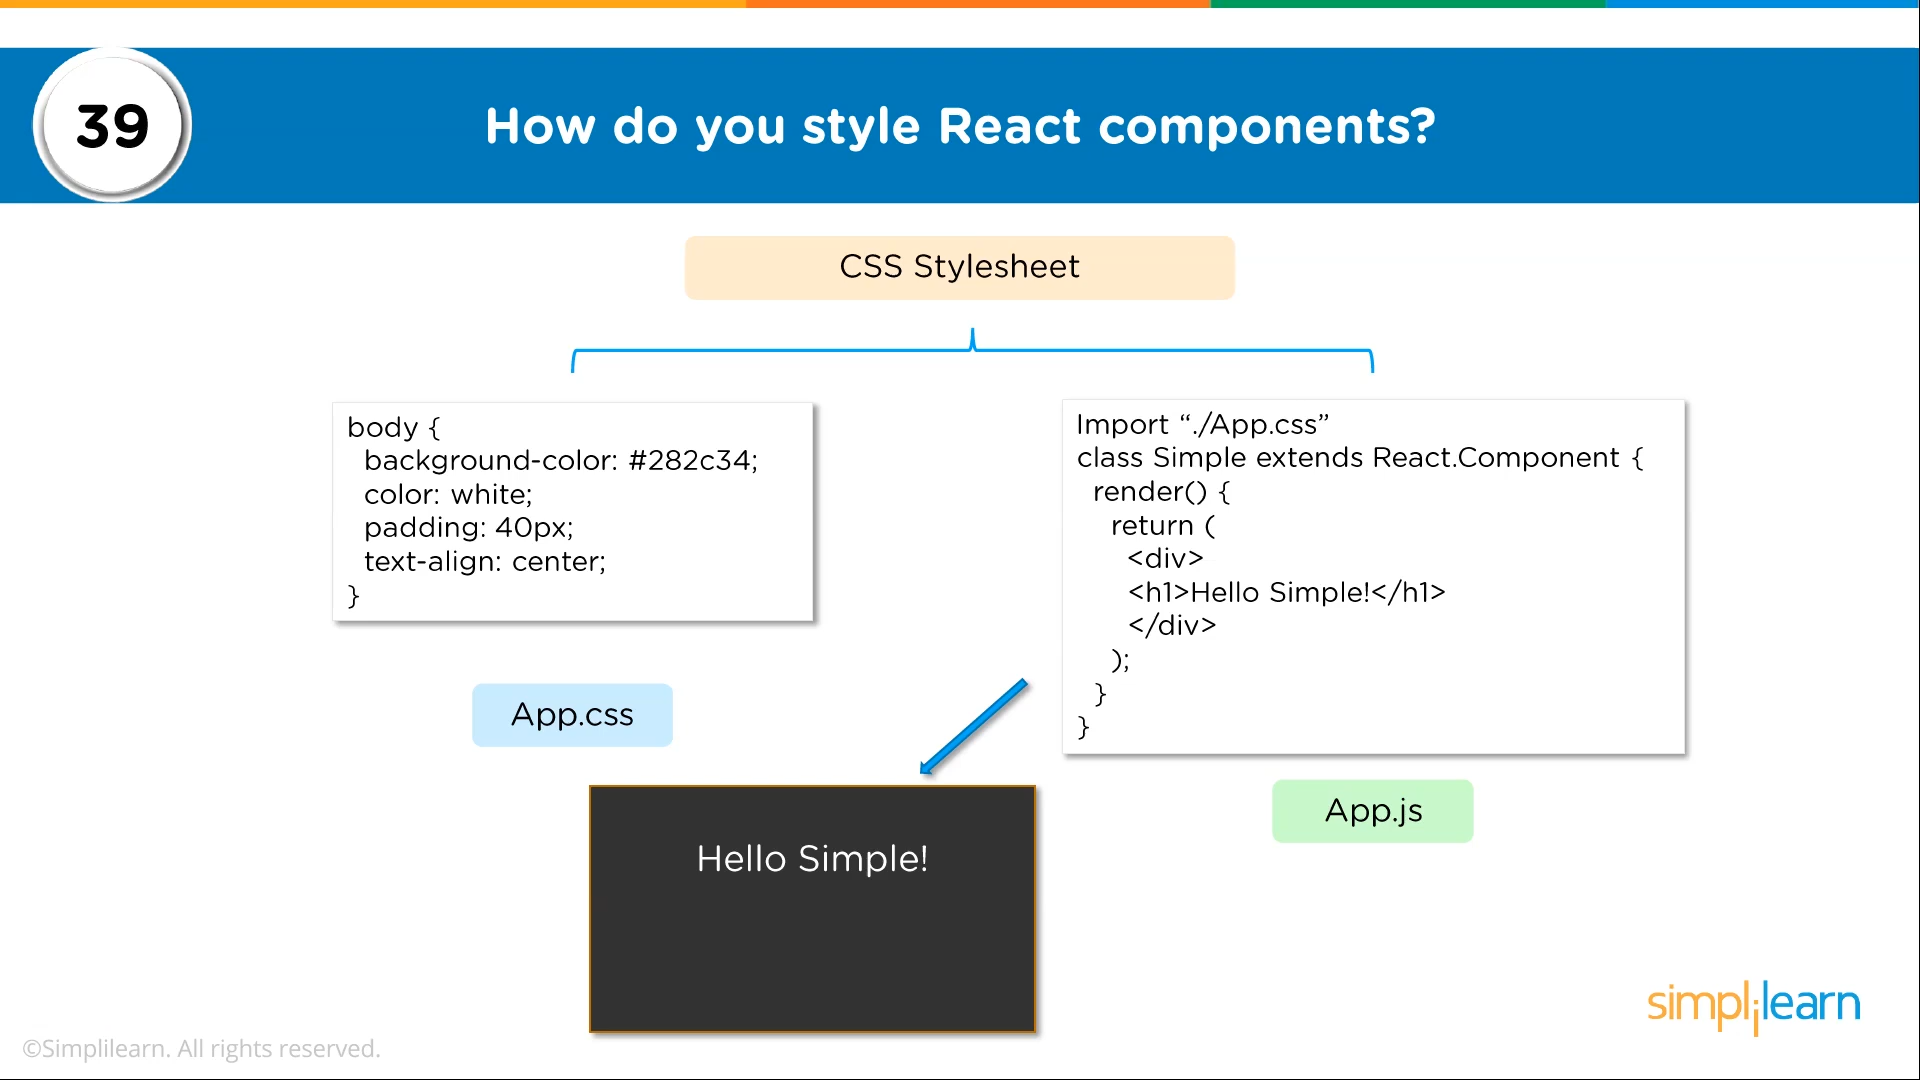 39
How do you style React components?
CSS Stylesheet
body {
background-color: #282c34;
color: white;
padding: 40px;
text-align: center;
}
App.css
Import “./App.css”
class Simple extends React.Component {
render() {
return (
<div>
<h1>Hello Simple!</h1>
</div>
);
}
}
App.js
Hello Simple!
simplilearn
©Simplilearn. All rights reserved.